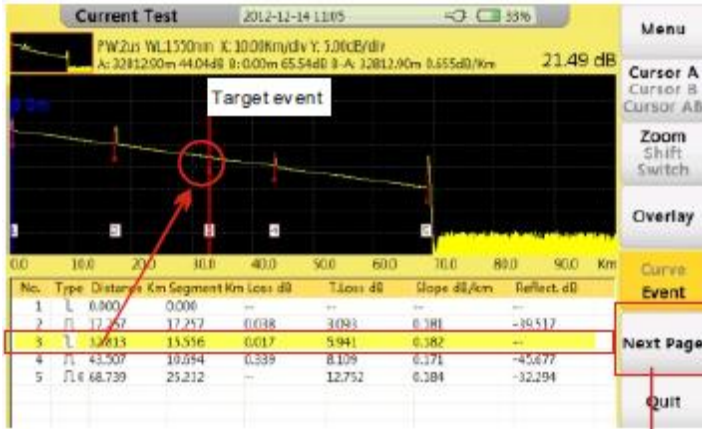 Current Test 2012-12-14 11:05 33%
PW:2us WL:1550nm X: 10.00Km/div Y: 5.00dB/div
A: 32812.90m 44.04dB B:0.00m 65.54dB B-A: 32812.90m 0.655dB/Km 21.49 dB
Target event
0.0 10.0 20.0 30.0 40.0 50.0 60.0 70.0 80.0 90.0 Km
No. Type Distance Km Segment Km Loss dB T.Loss dB Slope dB/km Reflect. dB
1 0.000 0.000 -- -- -- --
2 17.257 17.257 0.038 3.093 0.181 -39.517
3 32.813 15.556 0.017 5.941 0.182 --
4 43.507 10.694 0.339 8.109 0.171 -45.677
5 68.739 25.232 -- 12.752 0.184 -32.294
Menu
Cursor A
Cursor B
Cursor AB
Zoom
Shift
Switch
Overlay
Curve
Event
Next Page
Quit